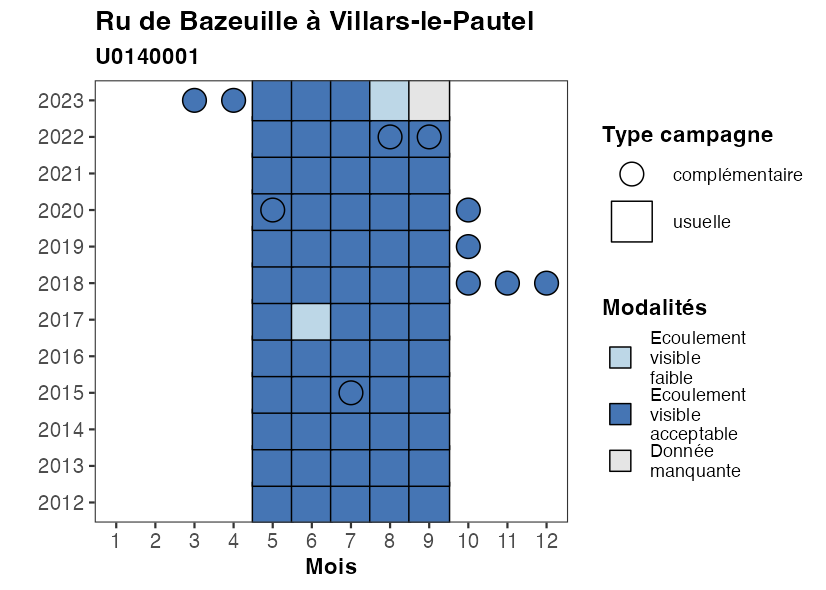 Ru de Bazeuille à Villars-le-Pautel
U0140001
2023
2022
2021
2020
2019
2018
2017
2016
2015
2014
2013
2012
1 2 3 4 5 6 7 8 9 10 11 12
Mois
Type campagne
complémentaire
usuelle
Modalités
Ecoulement
visible
faible
Ecoulement
visible
acceptable
Donnée
manquante